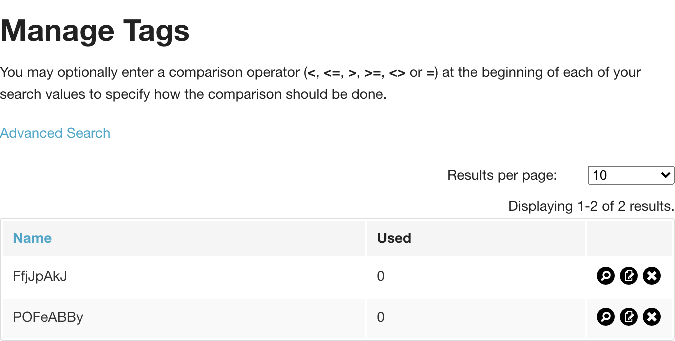 Manage Tags
You may optionally enter a comparison operator (<, <=, >, >=, <> or =) at the beginning of each of your
search values to specify how the comparison should be done.
Advanced Search
Results per page: 10
Displaying 1-2 of 2 results.
Name Used
FfjJpAkJ 0
POFeABBy 0